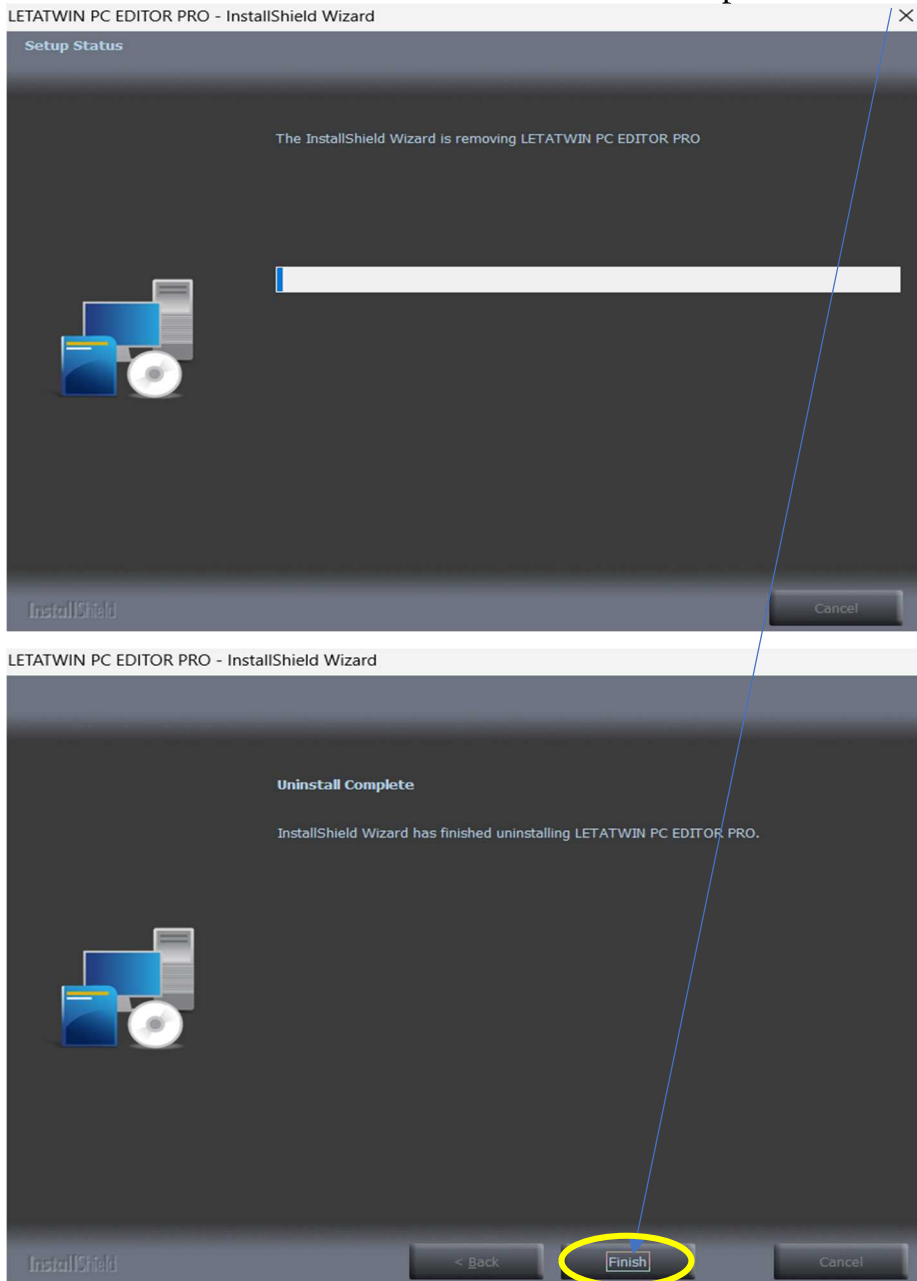 LETATWIN PC EDITOR PRO - InstallShield Wizard
Setup Status
The InstallShield Wizard is removing LETATWIN PC EDITOR PRO
InstallShield
Cancel
LETATWIN PC EDITOR PRO - InstallShield Wizard
Uninstall Complete
InstallShield Wizard has finished uninstalling LETATWIN PC EDITOR PRO.
InstallShield
< Back
Finish
Cancel